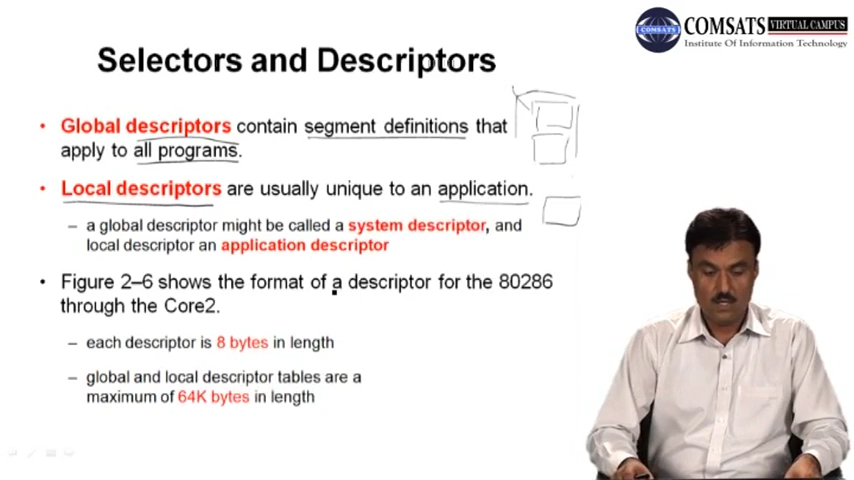 COMSATS VIRTUAL CAMPUS
Institute Of Information Technology
COMSATS
Selectors and Descriptors
• Global descriptors contain segment definitions that
apply to all programs.
• Local descriptors are usually unique to an application.
– a global descriptor might be called a system descriptor, and
local descriptor an application descriptor
• Figure 2–6 shows the format of a descriptor for the 80286
through the Core2.
– each descriptor is 8 bytes in length
– global and local descriptor tables are a
maximum of 64K bytes in length